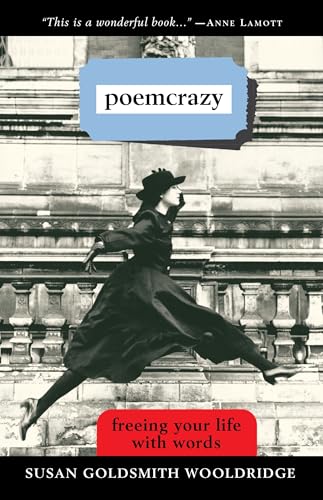 "This is a wonderful book..." —ANNE LAMOTT
poemcrazy
freeing your life
with words
SUSAN GOLDSMITH WOOLDRIDGE